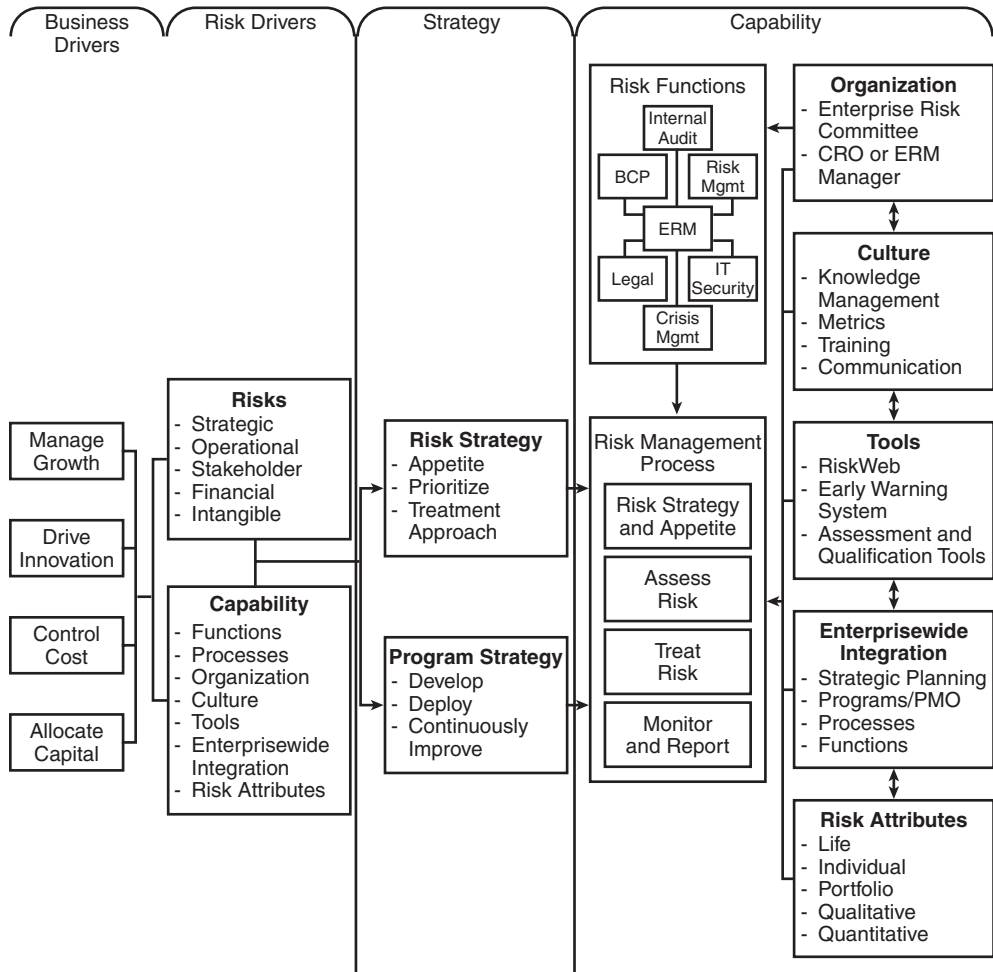 Business
Drivers
Risk Drivers
Strategy
Capability
Manage
Growth
Drive
Innovation
Control
Cost
Allocate
Capital
Risks
- Strategic
- Operational
- Stakeholder
- Financial
- Intangible
Capability
- Functions
- Processes
- Organization
- Culture
- Tools
- Enterprisewide
Integration
- Risk Attributes
Risk Strategy
- Appetite
- Prioritize
- Treatment
Approach
Program Strategy
- Develop
- Deploy
- Continuously
Improve
Risk Functions
Internal
Audit
BCP
Risk
Mgmt
ERM
Legal
IT
Security
Crisis
Mgmt
Risk Management
Process
Risk Strategy
and Appetite
Assess
Risk
Treat
Risk
Monitor
and Report
Organization
- Enterprise Risk
Committee
- CRO or ERM
Manager
Culture
- Knowledge
Management
- Metrics
- Training
- Communication
Tools
- RiskWeb
- Early Warning
System
- Assessment and
Qualification Tools
Enterprisewide
Integration
- Strategic Planning
- Programs/PMO
- Processes
- Functions
Risk Attributes
- Life
- Individual
- Portfolio
- Qualitative
- Quantitative